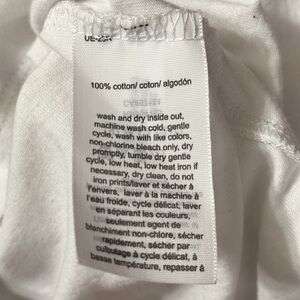 100% cotton/ coton/ algodón
wash and dry inside out,
machine wash cold, gentle
cycle, wash with like colors,
non-chlorine bleach only, dry
promptly, tumble dry gentle
cycle, low heat, low heat iron if
necessary, dry clean, do not
iron prints/laver et sécher à
l'envers, laver à la machine à
l'eau froide, cycle délicat, laver
en séparant les couleurs,
seulement agent de
blanchiment non-chlore, sécher
rapidement, sécher par
culbutage à cycle délicat, à
basse température, repasser à